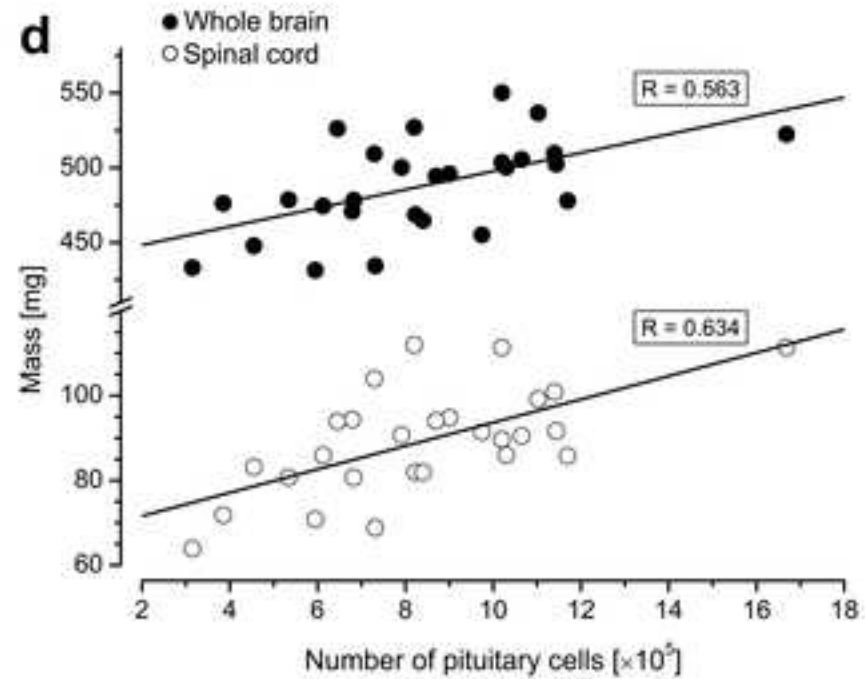 d
Whole brain
Spinal cord
550
500
450
100
80
60
Mass [mg]
R = 0.563
R = 0.634
2 4 6 8 10 12 14 16 18
Number of pituitary cells [×10⁵]